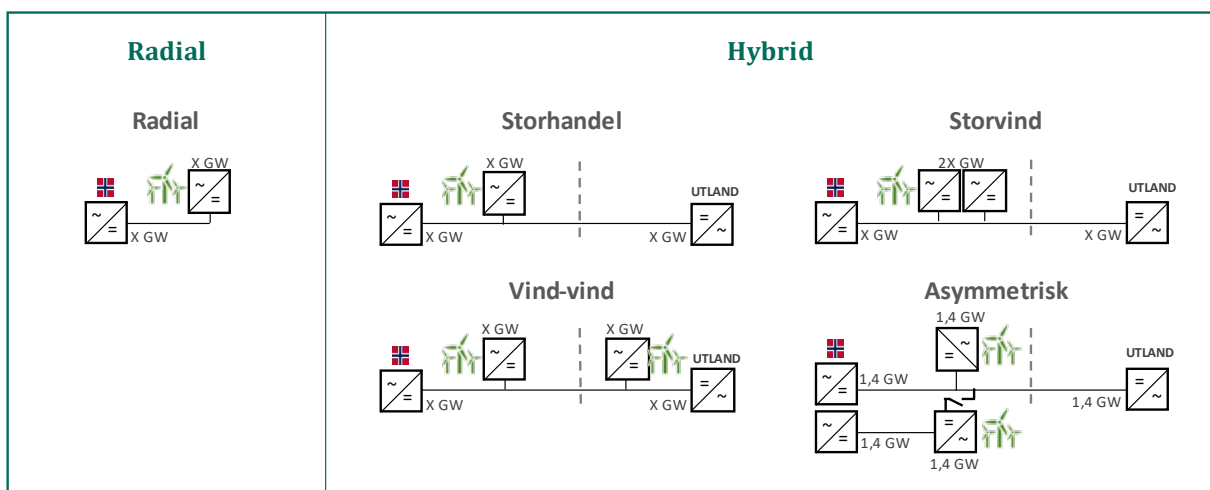 Radial
Hybrid
Radial
X GW
~
=
~
=
X GW
Storhandel
X GW
~
=
UTLAND
~
=
=
~
X GW
X GW
Storvind
2X GW
~
=
~
=
UTLAND
~
=
=
~
X GW
X GW
Vind-vind
X GW
X GW
~
=
~
=
UTLAND
~
=
=
~
X GW
X GW
Asymmetrisk
1,4 GW
=
~
UTLAND
~
=
1,4 GW
=
~
1,4 GW
~
=
1,4 GW
=
~
1,4 GW